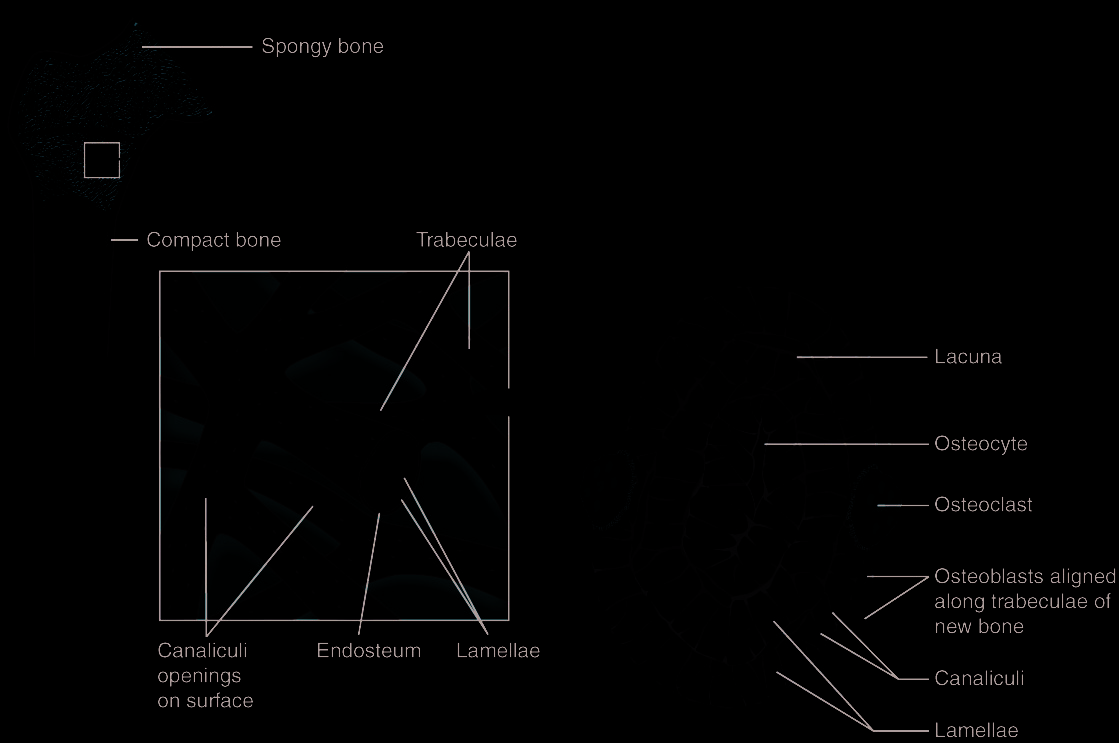 Spongy bone
Compact bone
Trabeculae
Canaliculi
openings
on surface
Endosteum
Lamellae
Lacuna
Osteocyte
Osteoclast
Osteoblasts aligned
along trabeculae of
new bone
Canaliculi
Lamellae